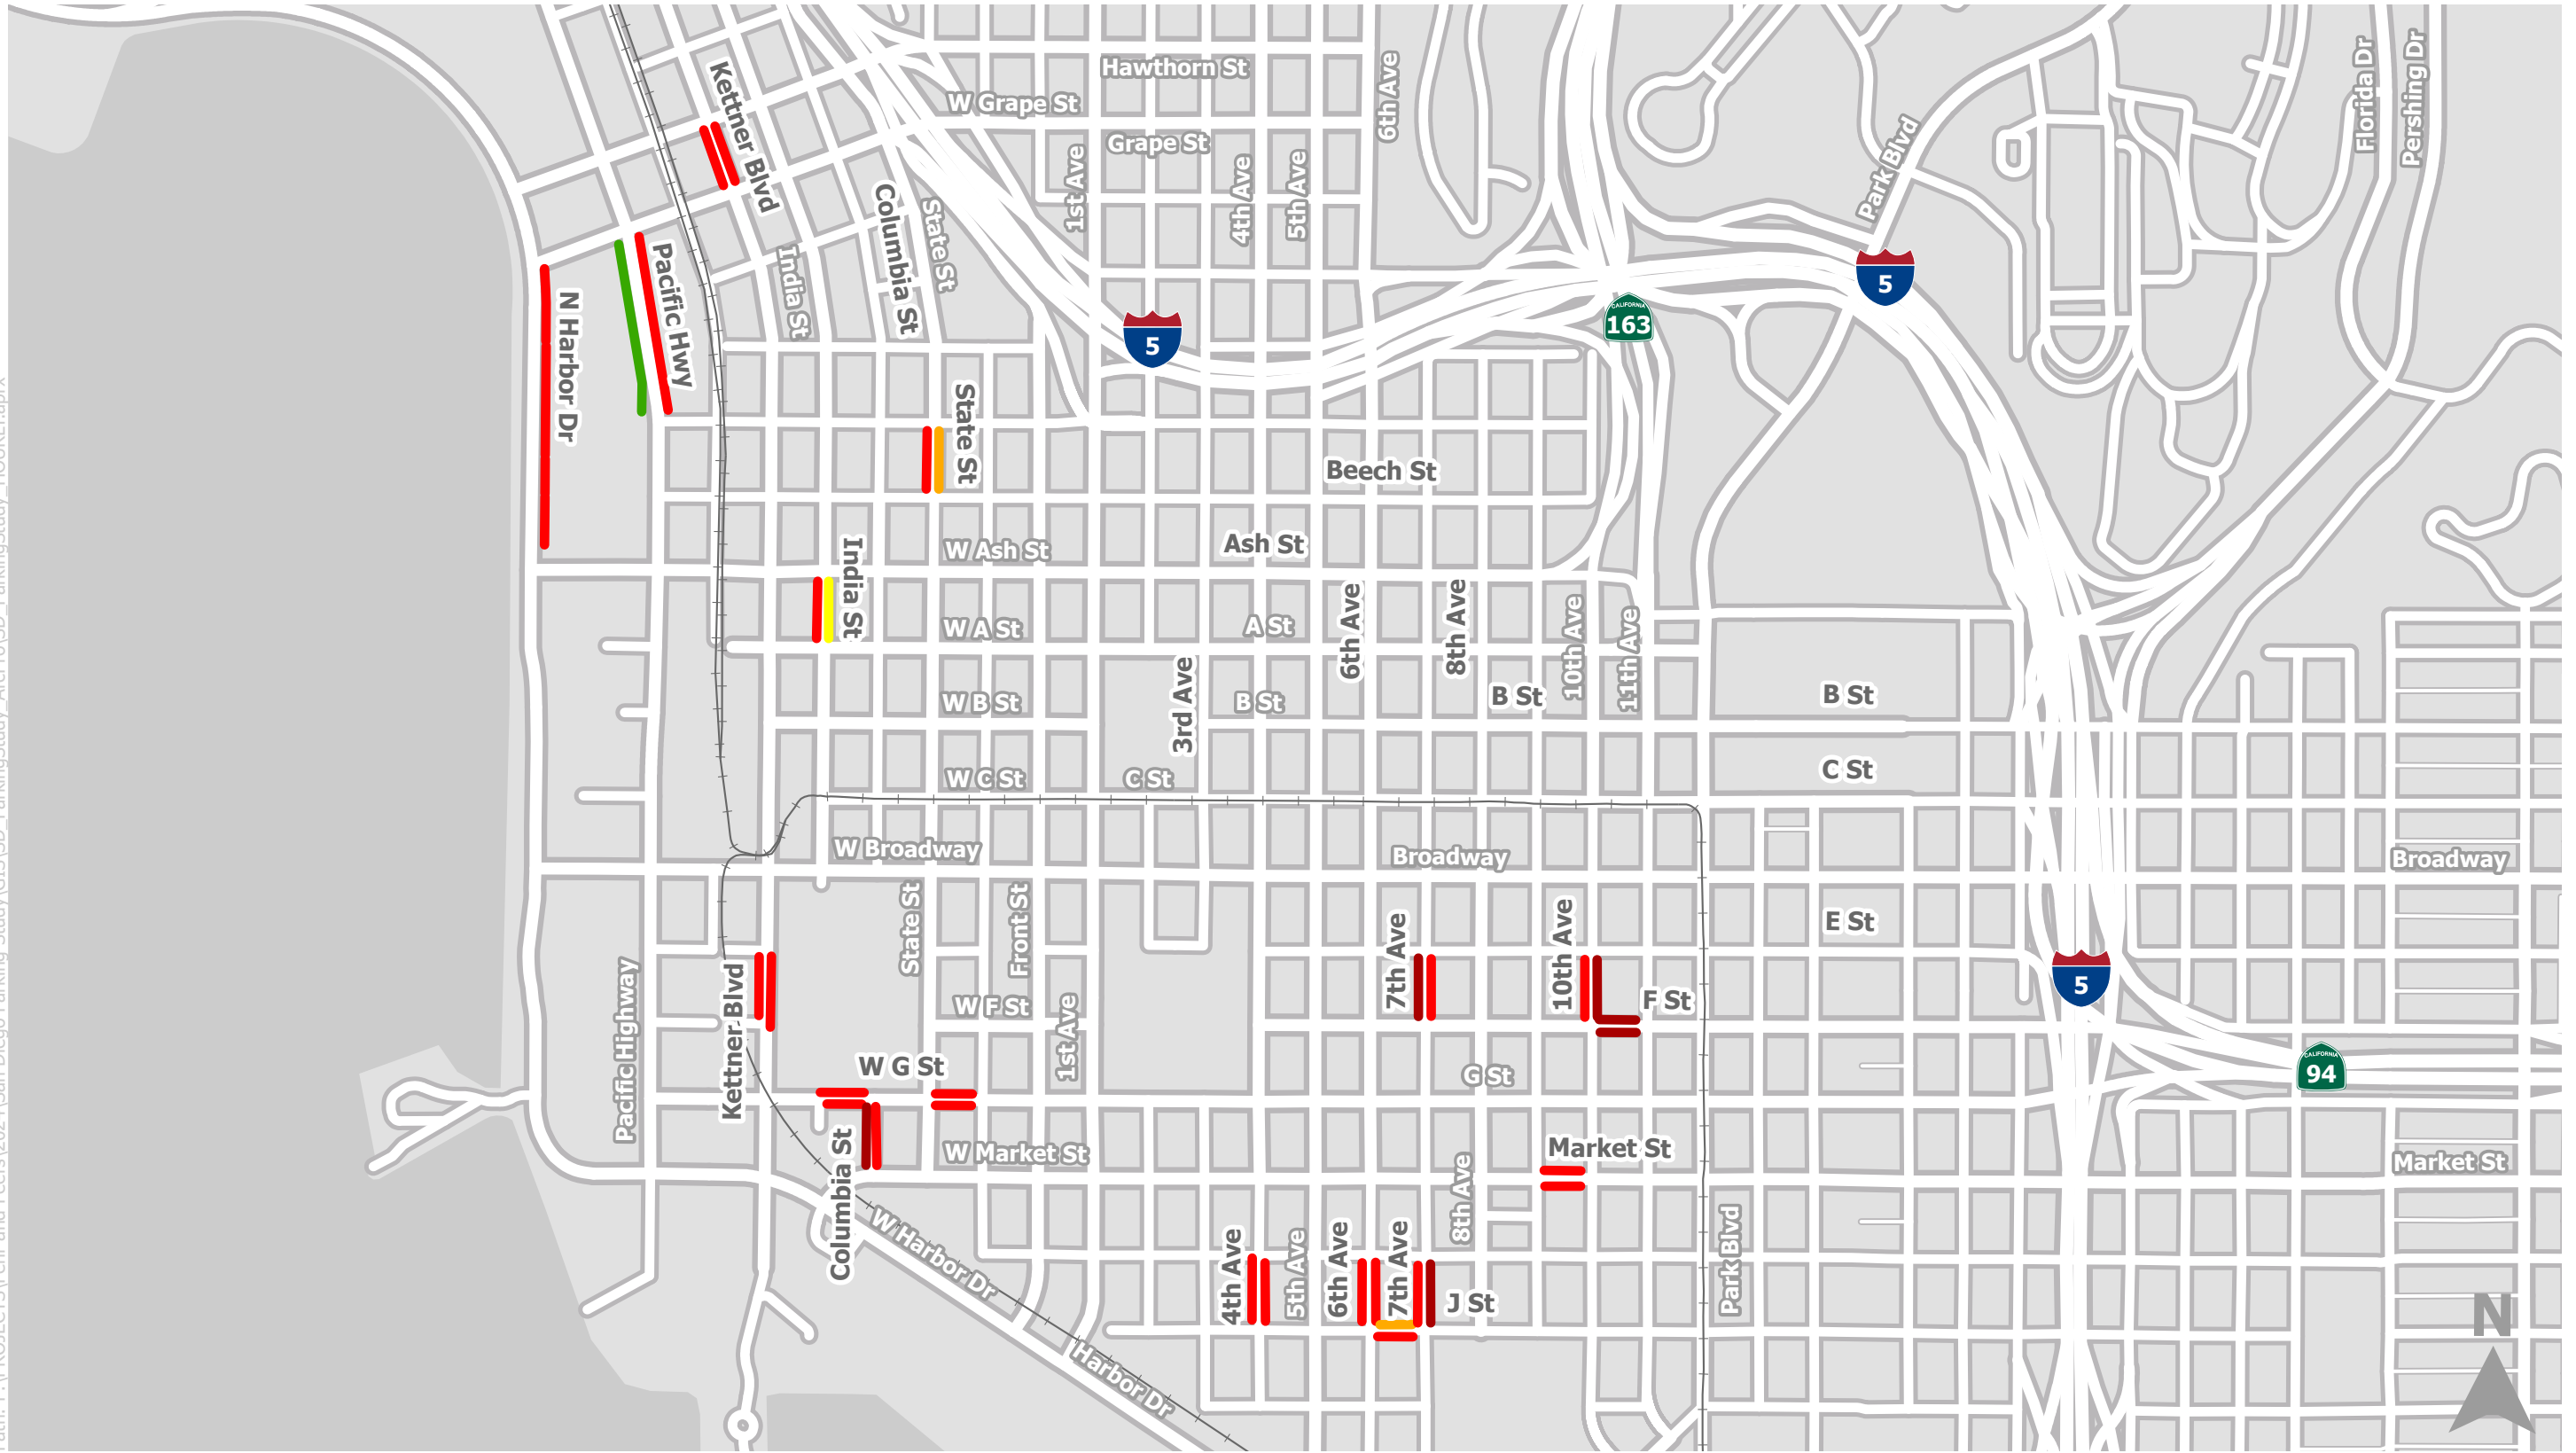 Hawthorn St
W Grape St
Grape St
Kettner Blvd
6th Ave
Florida Dr
Pershing Dr
Park Blvd
1st Ave
4th Ave
5th Ave
Columbia St
State St
India St
Pacific Hwy
N Harbor Dr
5
CALIFORNIA
163
5
State St
Beech St
W Ash St
Ash St
India St
W A St
A St
6th Ave
8th Ave
10th Ave
11th Ave
3rd Ave
W B St
B St
B St
B St
W C St
C St
C St
W Broadway
Broadway
Broadway
State St
Front St
7th Ave
10th Ave
E St
Pacific Highway
Kettner Blvd
W F St
1st Ave
F St
5
W G St
G St
CALIFORNIA
94
Columbia St
W Market St
Market St
Market St
8th Ave
W Harbor Dr
4th Ave
5th Ave
6th Ave
7th Ave
J St
Park Blvd
Harbor Dr
N